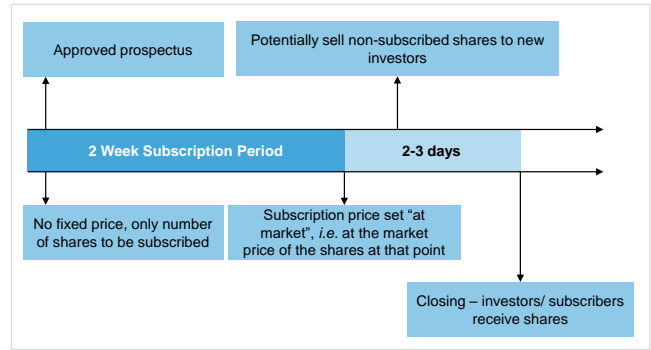 Approved prospectus
Potentially sell non-subscribed shares to new
investors
2 Week Subscription Period
2-3 days
No fixed price, only number
of shares to be subscribed
Subscription price set “at
market”, i.e. at the market
price of the shares at that point
Closing – investors/ subscribers
receive shares